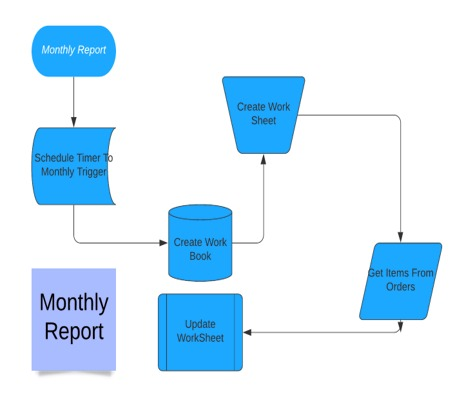 Monthly Report
Schedule Timer To
Monthly Trigger
Create Work
Sheet
Create Work
Book
Get Items From
Orders
Update
WorkSheet
Monthly
Report